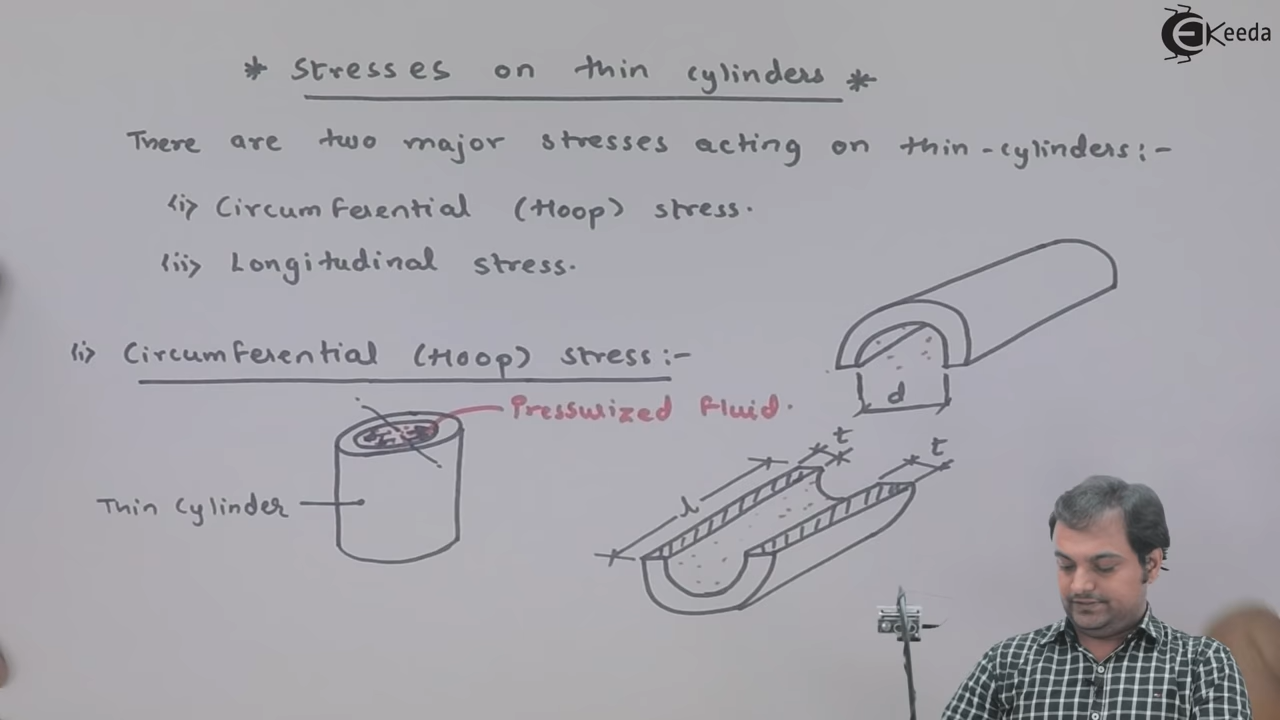 EKeeda
* Stresses on thin cylinders *
There are two major stresses acting on thin-cylinders:-
(i) Circumferential (Hoop) stress.
(ii) Longitudinal stress.
(i) Circumferential (Hoop) stress:-
d
Pressurized Fluid.
t
t
l
Thin Cylinder